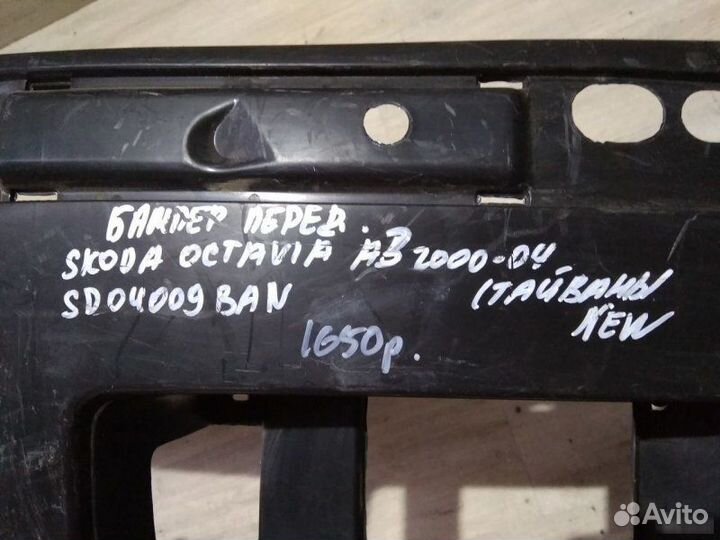 БАМПЕР ПЕРЕД.
SKODA OCTAVIA A3 2000-04
SD04009BAN (ТАЙВАНЬ
NEW
1650р.
Avito